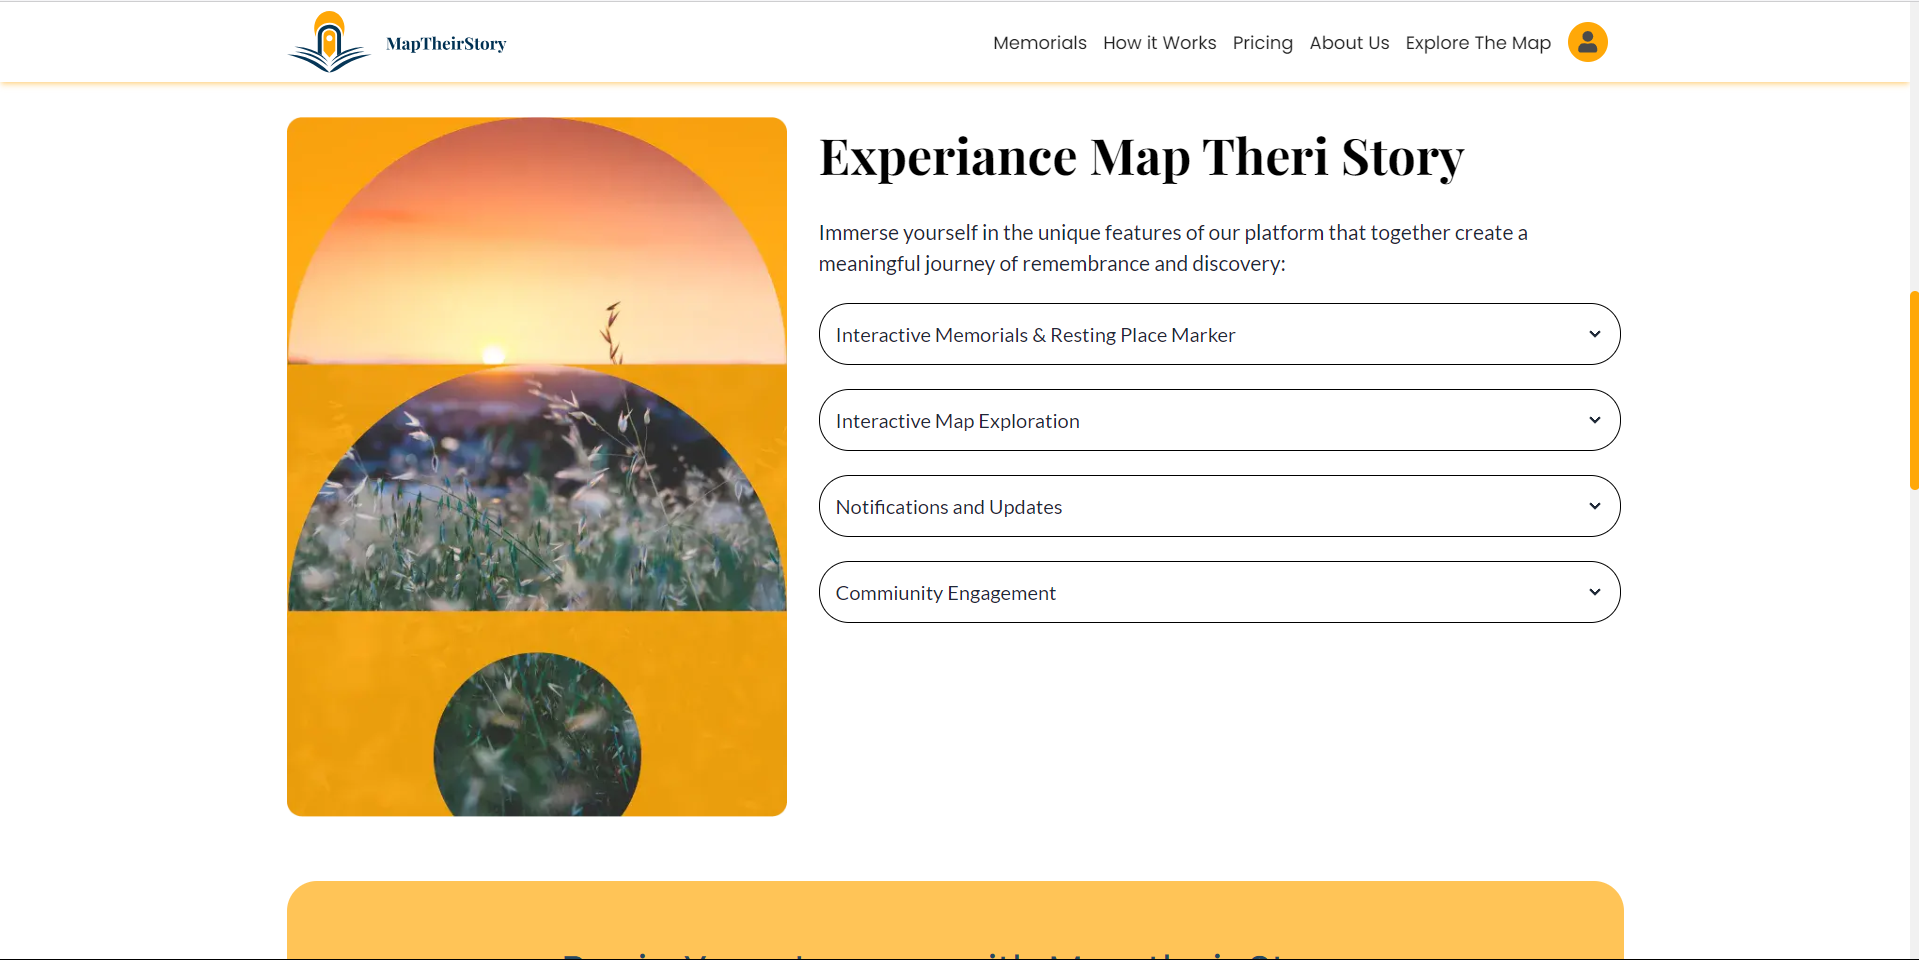 MapTheirStory
Memorials How it Works Pricing About Us Explore The Map
Experiance Map Theri Story
Immerse yourself in the unique features of our platform that together create a
meaningful journey of remembrance and discovery:
Interactive Memorials & Resting Place Marker
Interactive Map Exploration
Notifications and Updates
Commiunity Engagement